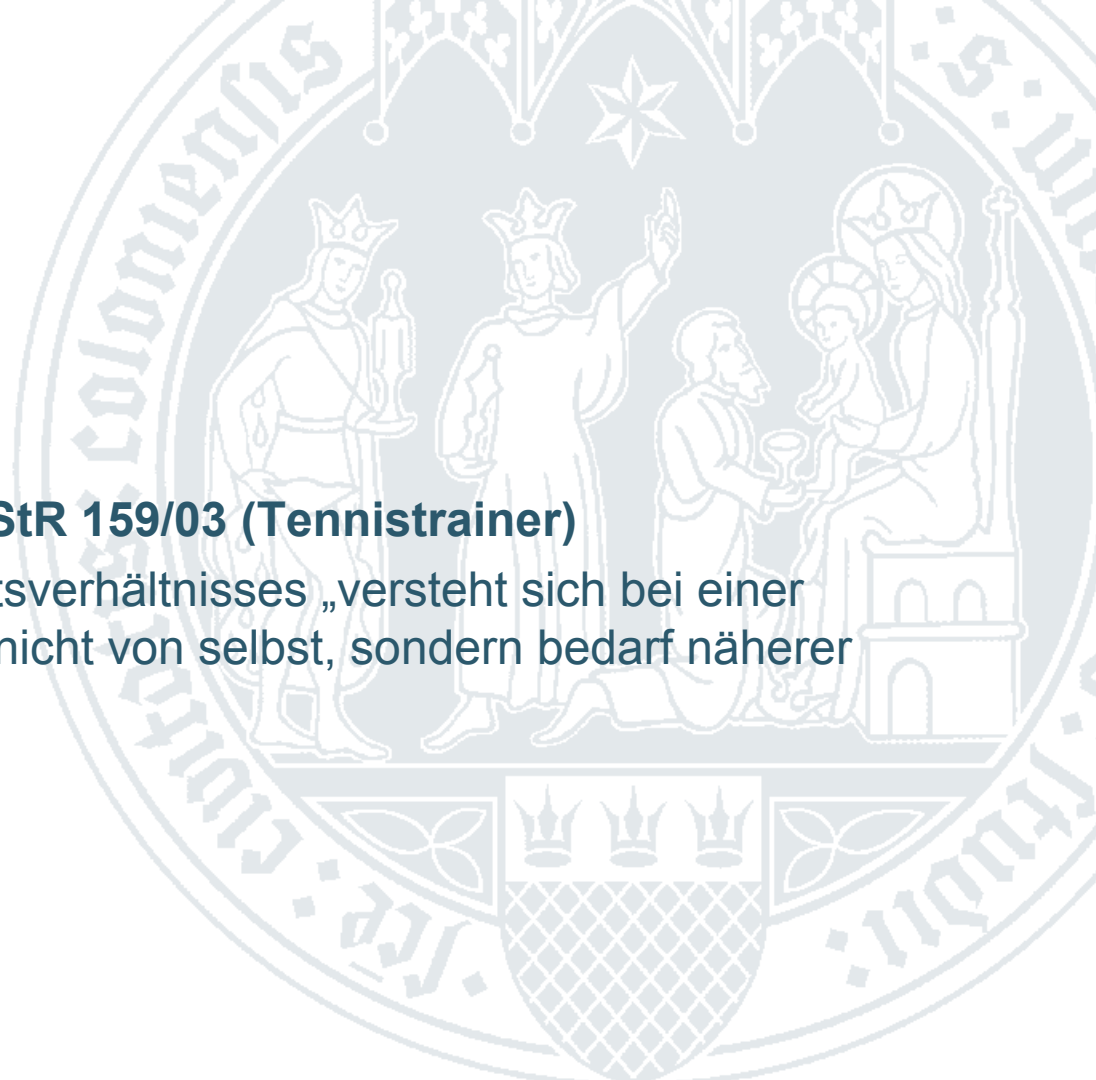 StR 159/03 (Tennistrainer)
tsverhältnisses „versteht sich bei einer
nicht von selbst, sondern bedarf näherer